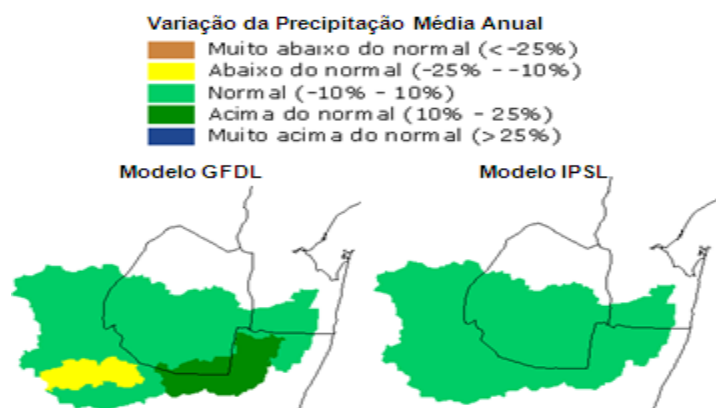 Variação da Precipitação Média Anual
Muito abaixo do normal (<-25%)
Abaixo do normal (-25% - -10%)
Normal (-10% - 10%)
Acima do normal (10% - 25%)
Muito acima do normal (>25%)
Modelo GFDL
Modelo IPSL